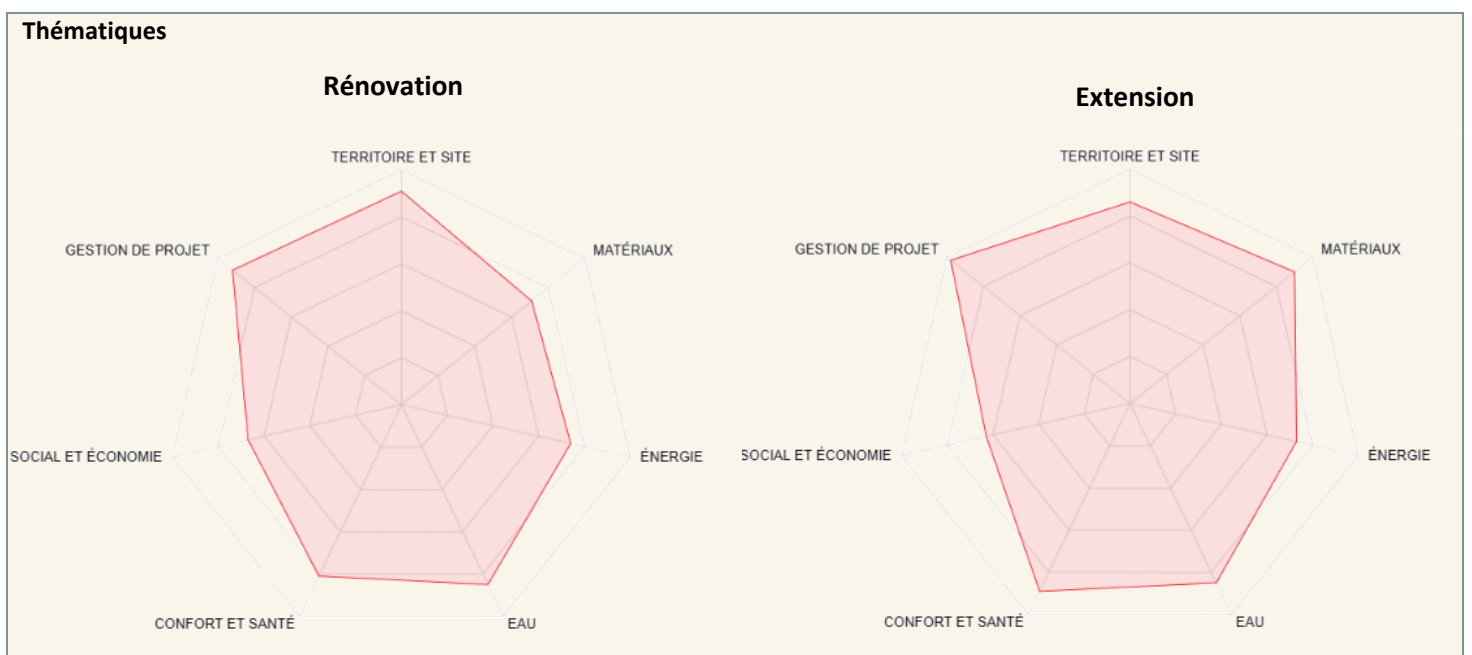 Thématiques
Rénovation
TERRITOIRE ET SITE
GESTION DE PROJET
MATÉRIAUX
SOCIAL ET ÉCONOMIE
ÉNERGIE
CONFORT ET SANTÉ
EAU
Extension
TERRITOIRE ET SITE
GESTION DE PROJET
MATÉRIAUX
SOCIAL ET ÉCONOMIE
ÉNERGIE
CONFORT ET SANTÉ
EAU